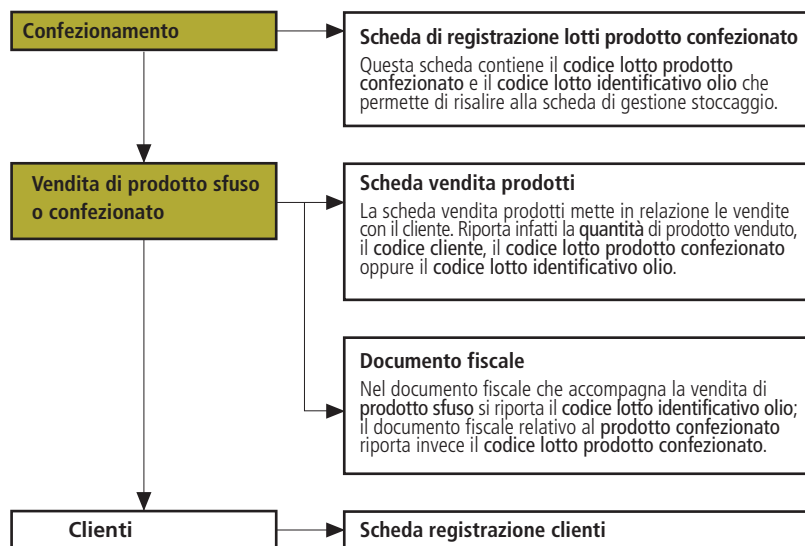 Confezionamento
Scheda di registrazione lotti prodotto confezionato
Questa scheda contiene il codice lotto prodotto
confezionato e il codice lotto identificativo olio che
permette di risalire alla scheda di gestione stoccaggio.
Vendita di prodotto sfuso
o confezionato
Scheda vendita prodotti
La scheda vendita prodotti mette in relazione le vendite
con il cliente. Riporta infatti la quantità di prodotto venduto,
il codice cliente, il codice lotto prodotto confezionato
oppure il codice lotto identificativo olio.
Documento fiscale
Nel documento fiscale che accompagna la vendita di
prodotto sfuso si riporta il codice lotto identificativo olio;
il documento fiscale relativo al prodotto confezionato
riporta invece il codice lotto prodotto confezionato.
Clienti
Scheda registrazione clienti